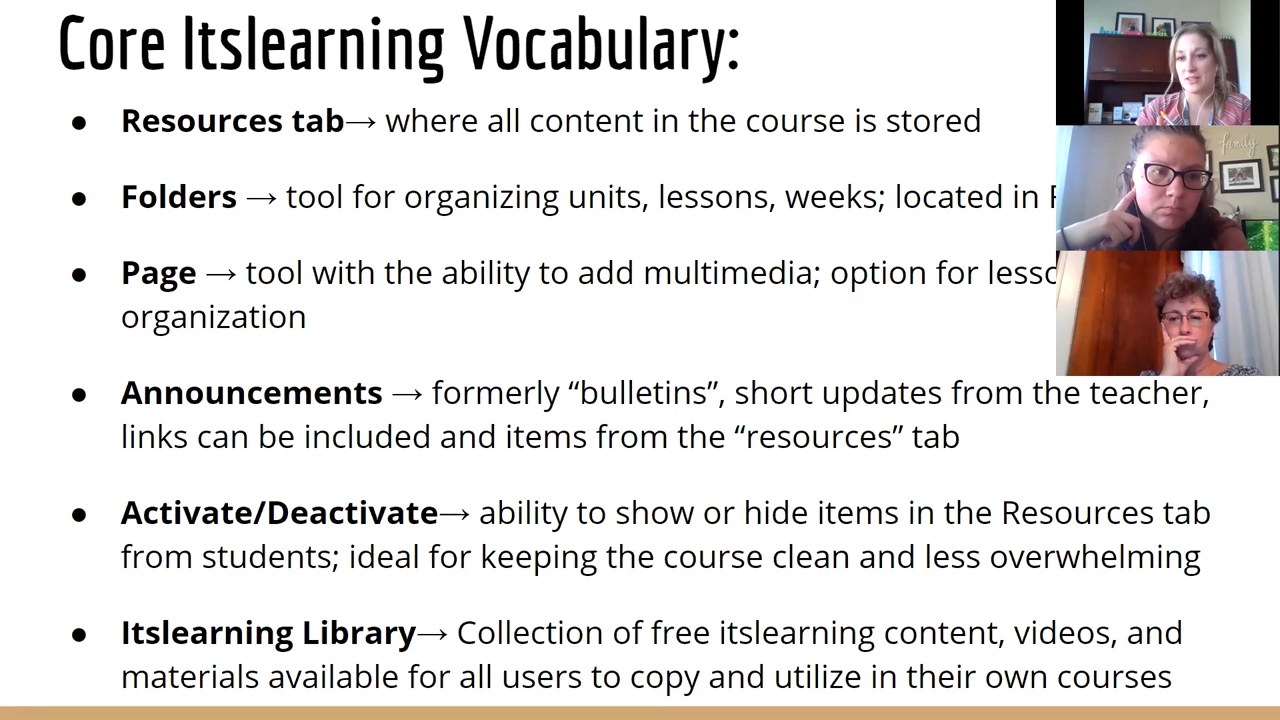 Core Itslearning Vocabulary:
● Resources tab→ where all content in the course is stored
● Folders → tool for organizing units, lessons, weeks; located in
● Page → tool with the ability to add multimedia; option for
organization
● Announcements → formerly “bulletins”, short updates from the teacher,
links can be included and items from the “resources” tab
● Activate/Deactivate→ ability to show or hide items in the Resources tab
from students; ideal for keeping the course clean and less overwhelming
● Itslearning Library→ Collection of free itslearning content, videos, and
materials available for all users to copy and utilize in their own courses
family